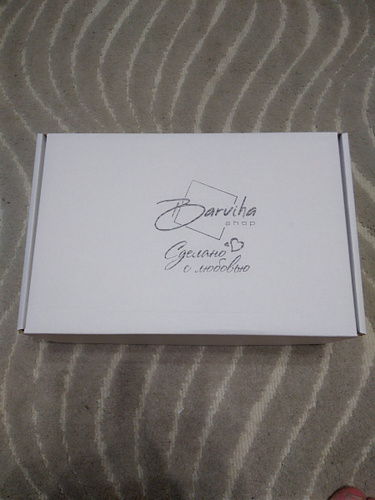 Barviha
shop
Сделано
с любовью